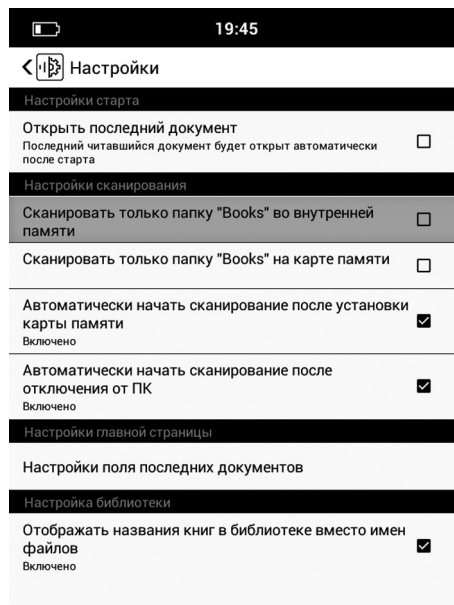 19:45
Настройки
Настройки старта
Открыть последний документ
Последний читавшийся документ будет открыт автоматически
после старта
Настройки сканирования
Сканировать только папку "Books" во внутренней
памяти
Сканировать только папку "Books" на карте памяти
Автоматически начать сканирование после установки
карты памяти
Включено
Автоматически начать сканирование после
отключения от ПК
Включено
Настройки главной страницы
Настройки поля последних документов
Настройка библиотеки
Отображать названия книг в библиотеке вместо имен
файлов
Включено